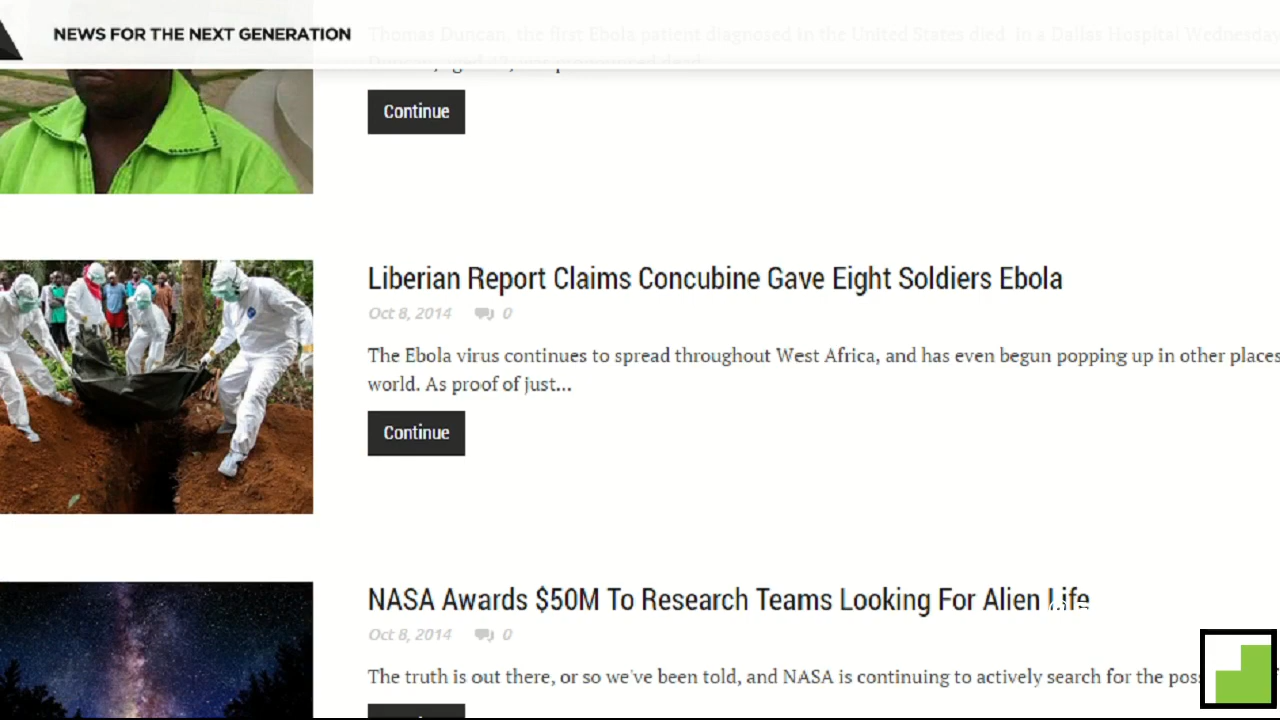 NEWS FOR THE NEXT GENERATION
Thomas Duncan, the first Ebola patient diagnosed in the United States died in a Dallas Hospital Wednesday
Continue
Liberian Report Claims Concubine Gave Eight Soldiers Ebola
Oct 8, 2014 0
The Ebola virus continues to spread throughout West Africa, and has even begun popping up in other places
world. As proof of just...
Continue
NASA Awards $50M To Research Teams Looking For Alien Life
Oct 8, 2014 0
The truth is out there, or so we've been told, and NASA is continuing to actively search for the